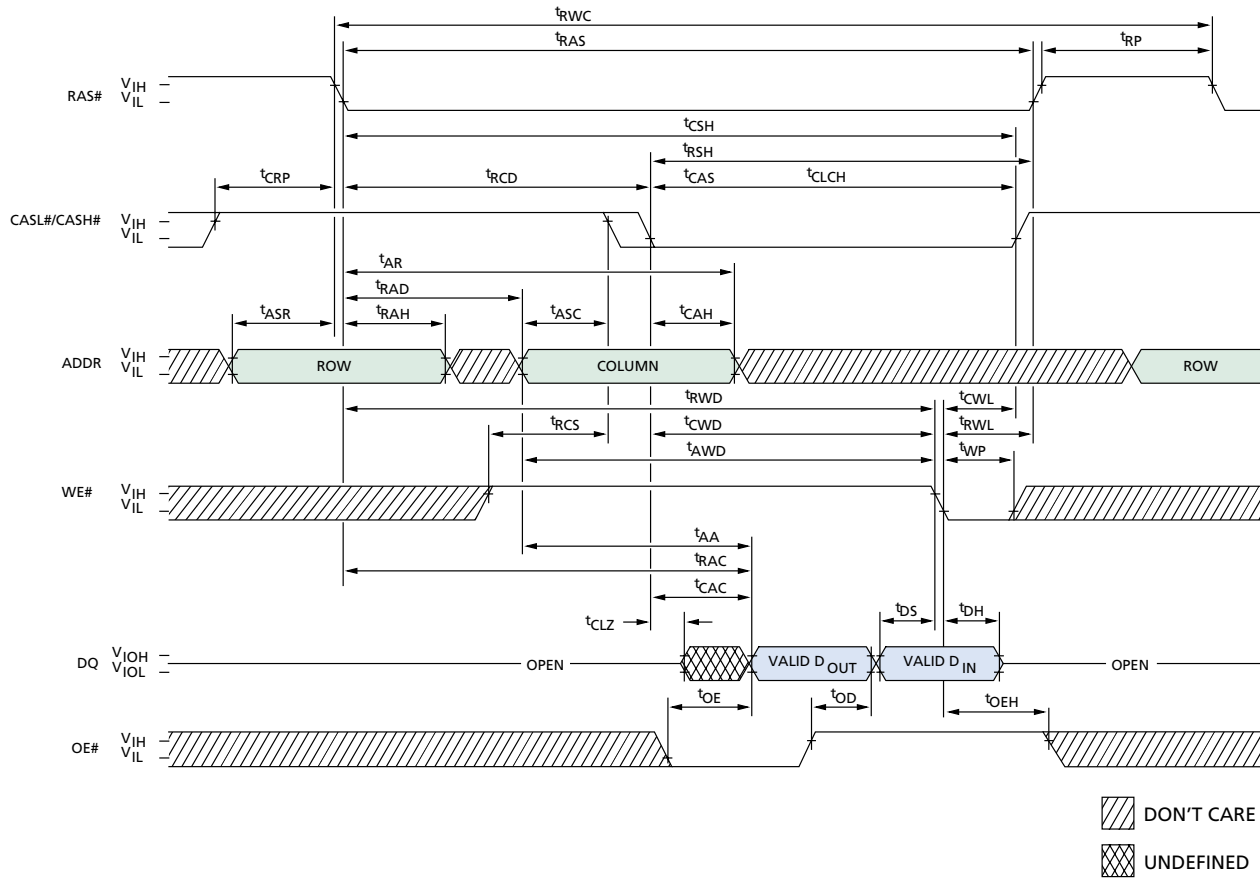 tRWC
tRAS
tRP
RAS# VIH VIL
tCSH
tRSH
tCRP
tRCD
tCAS
tCLCH
CASL#/CASH# VIH VIL
tAR
tRAD
tASR
tRAH
tASC
tCAH
ADDR VIH VIL
ROW
COLUMN
ROW
tRWD
tCWL
tRCS
tCWD
tRWL
tAWD
tWP
WE# VIH VIL
tAA
tRAC
tCAC
tCLZ
tDS
tDH
DQ VIOH VIOL
OPEN
VALID DOUT
VALID DIN
OPEN
tOE
tOD
tOEH
OE# VIH VIL
DON'T CARE
UNDEFINED